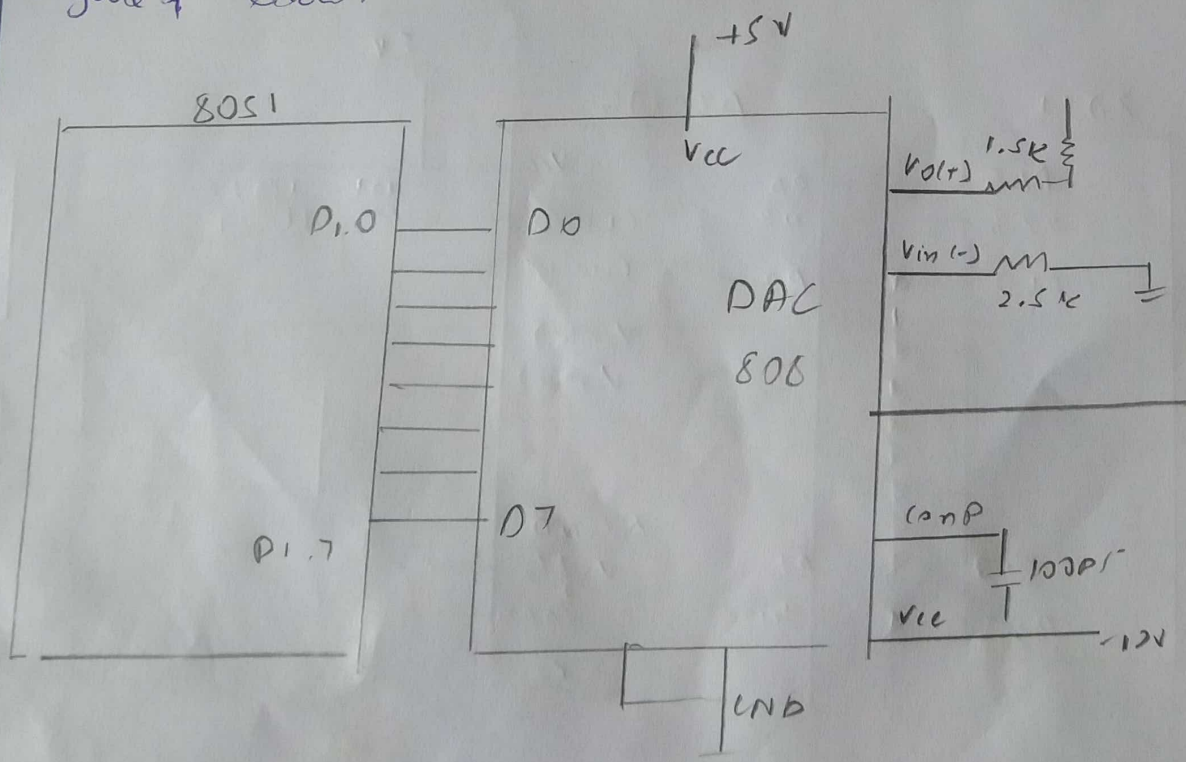 +5V
8051
Vcc
1.5K
Vo(+)
P1.0
D0
Vin (-)
2.5K
DAC
808
ComP
D7
P1.7
100PF
Vee
-12V
GND